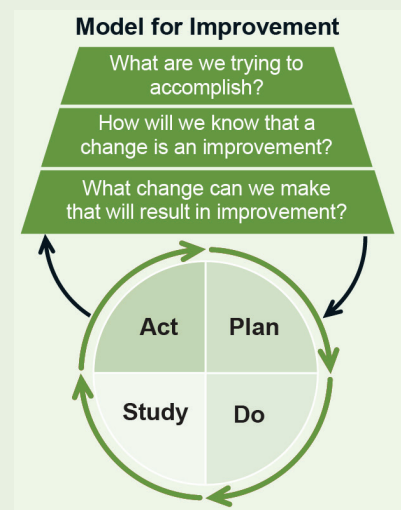 Model for Improvement
What are we trying to
accomplish?
How will we know that a
change is an improvement?
What change can we make
that will result in improvement?
Act
Plan
Study
Do